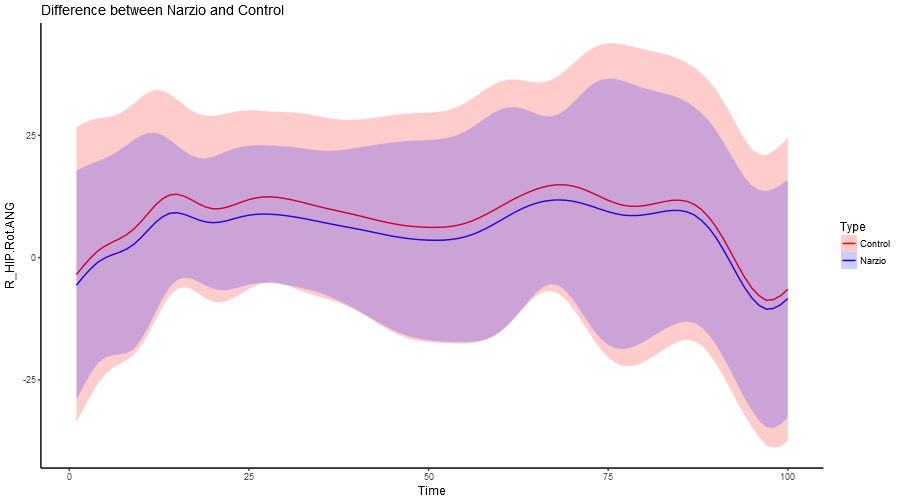 Difference between Narzio and Control
R_HIP.Rot.ANG
25
0
-25
0
25
50
75
100
Time
Type
Control
Narzio